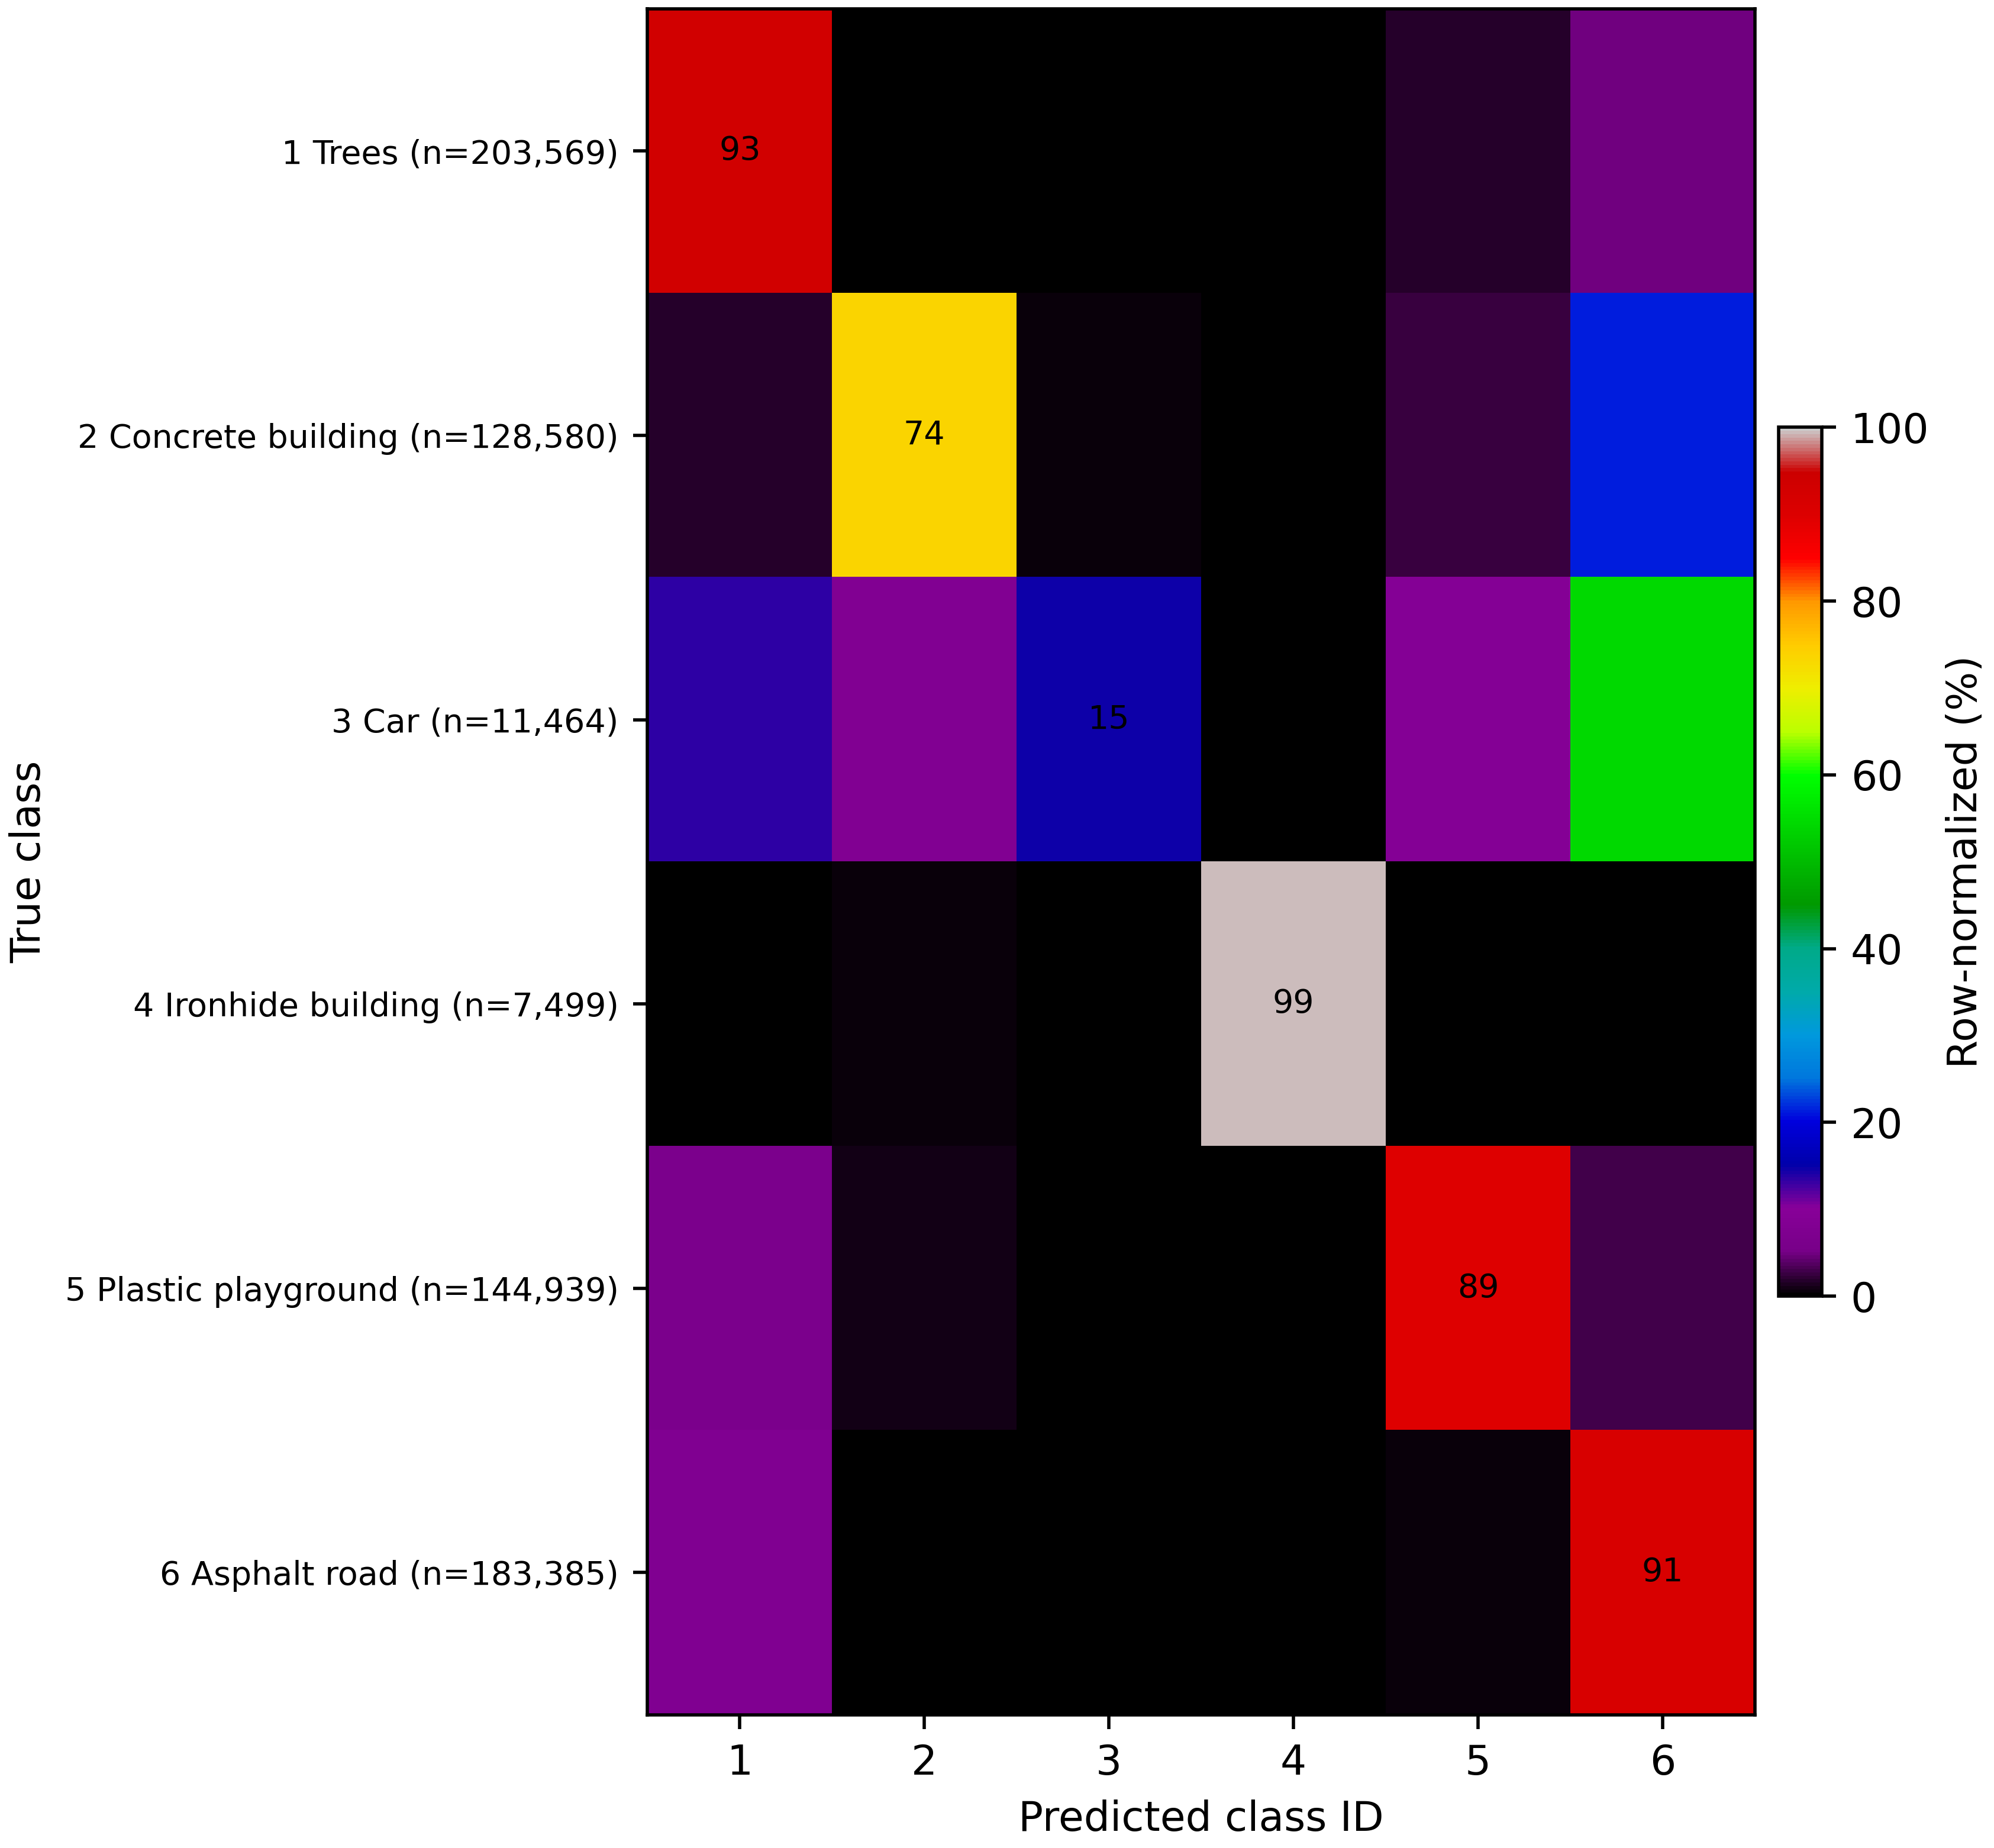 True class
1 Trees (n=203,569)
2 Concrete building (n=128,580)
3 Car (n=11,464)
4 Ironhide building (n=7,499)
5 Plastic playground (n=144,939)
6 Asphalt road (n=183,385)
93
74
15
99
89
91
1 2 3 4 5 6
Predicted class ID
100
80
60
40
20
0
Row-normalized (%)